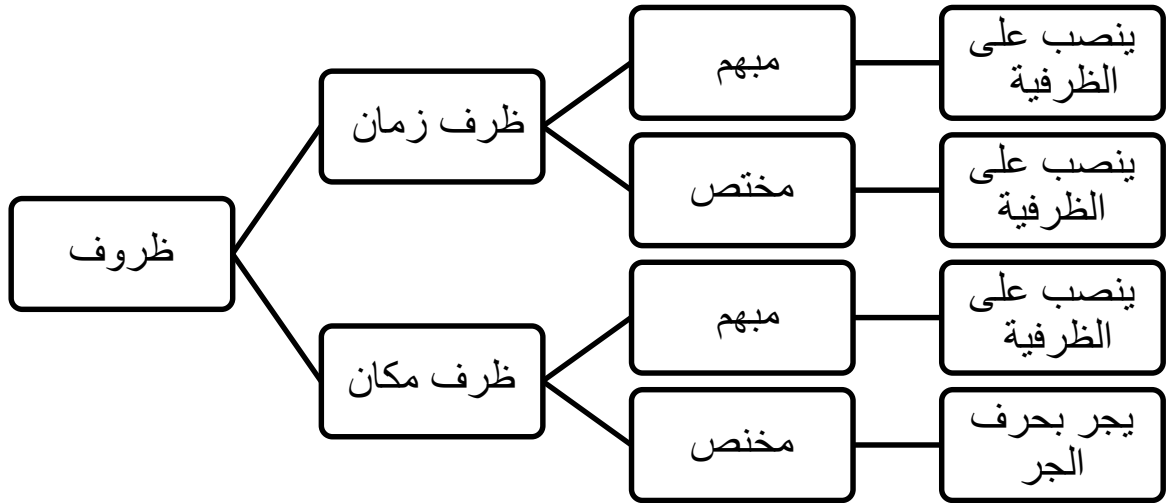 ظروف
ظرف زمان
مبهم
ينصب على
الظرفية
مختص
ينصب على
الظرفية
ظرف مكان
مبهم
ينصب على
الظرفية
مخنص
يجر بحرف
الجر